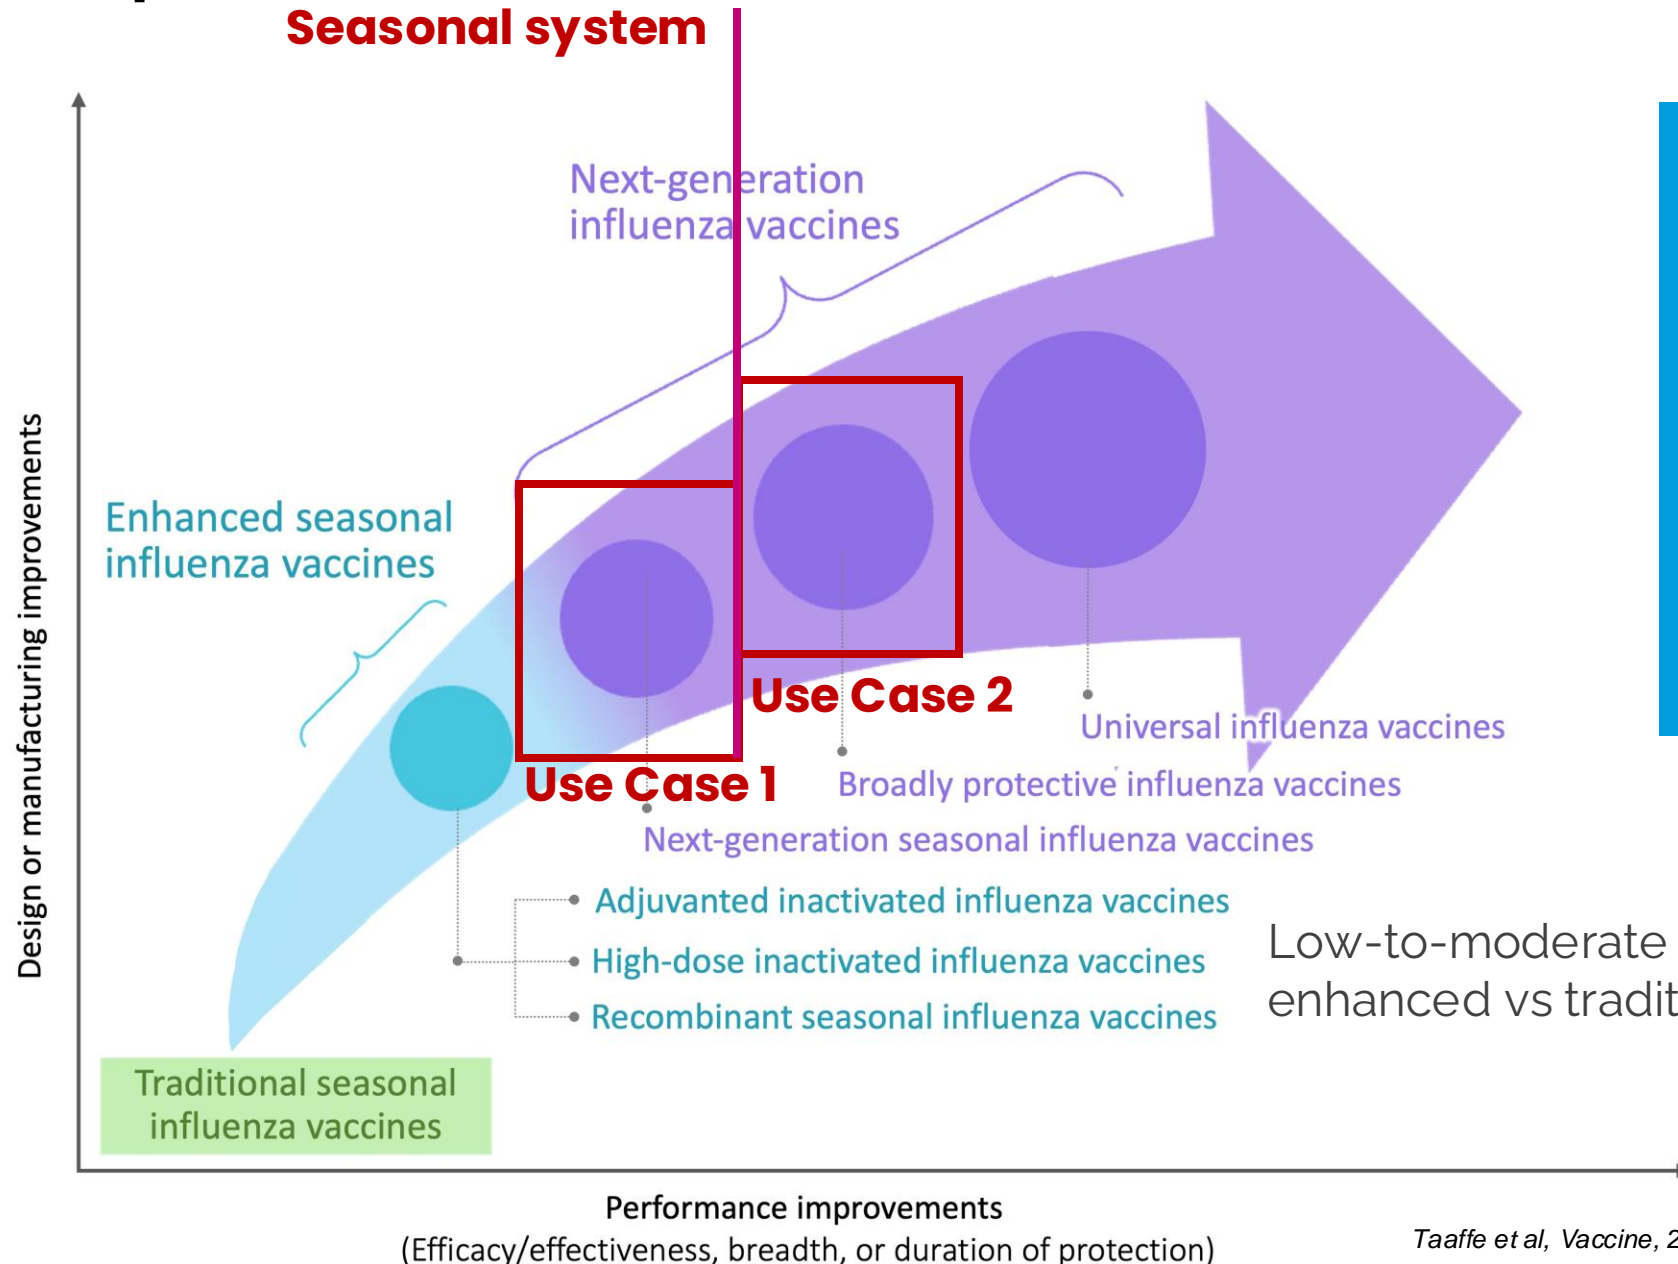 Seasonal system
Next-generation
influenza vaccines
Enhanced seasonal
influenza vaccines
Use Case 2
Use Case 1
Universal influenza vaccines
Broadly protective influenza vaccines
Next-generation seasonal influenza vaccines
Adjuvanted inactivated influenza vaccines
High-dose inactivated influenza vaccines
Recombinant seasonal influenza vaccines
Low-to-moderate
enhanced vs tradit
Traditional seasonal
influenza vaccines
Design or manufacturing improvements
Performance improvements
(Efficacy/effectiveness, breadth, or duration of protection)
Taaffe et al, Vaccine, 2